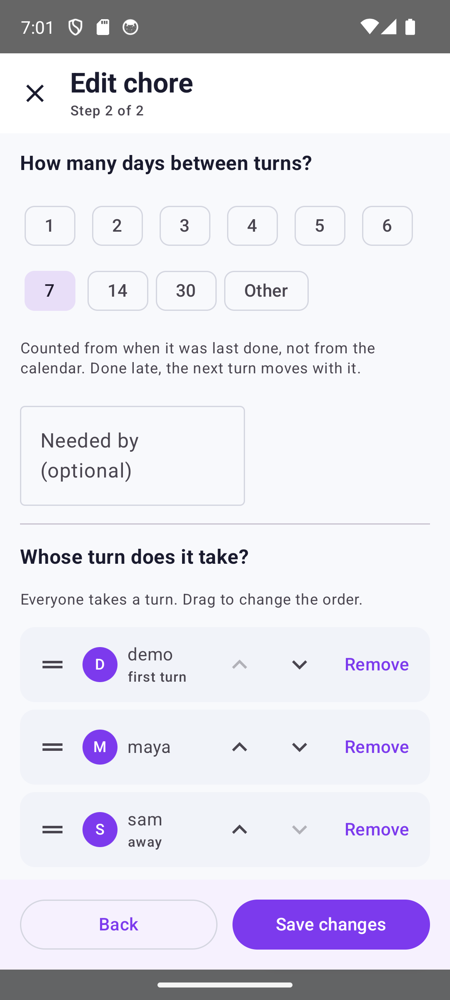 7:01
Edit chore
Step 2 of 2
How many days between turns?
1 2 3 4 5 6
7 14 30 Other
Counted from when it was last done, not from the
calendar. Done late, the next turn moves with it.
Needed by
(optional)
Whose turn does it take?
Everyone takes a turn. Drag to change the order.
D demo Remove
first turn
M maya Remove
S sam Remove
away
Back Save changes